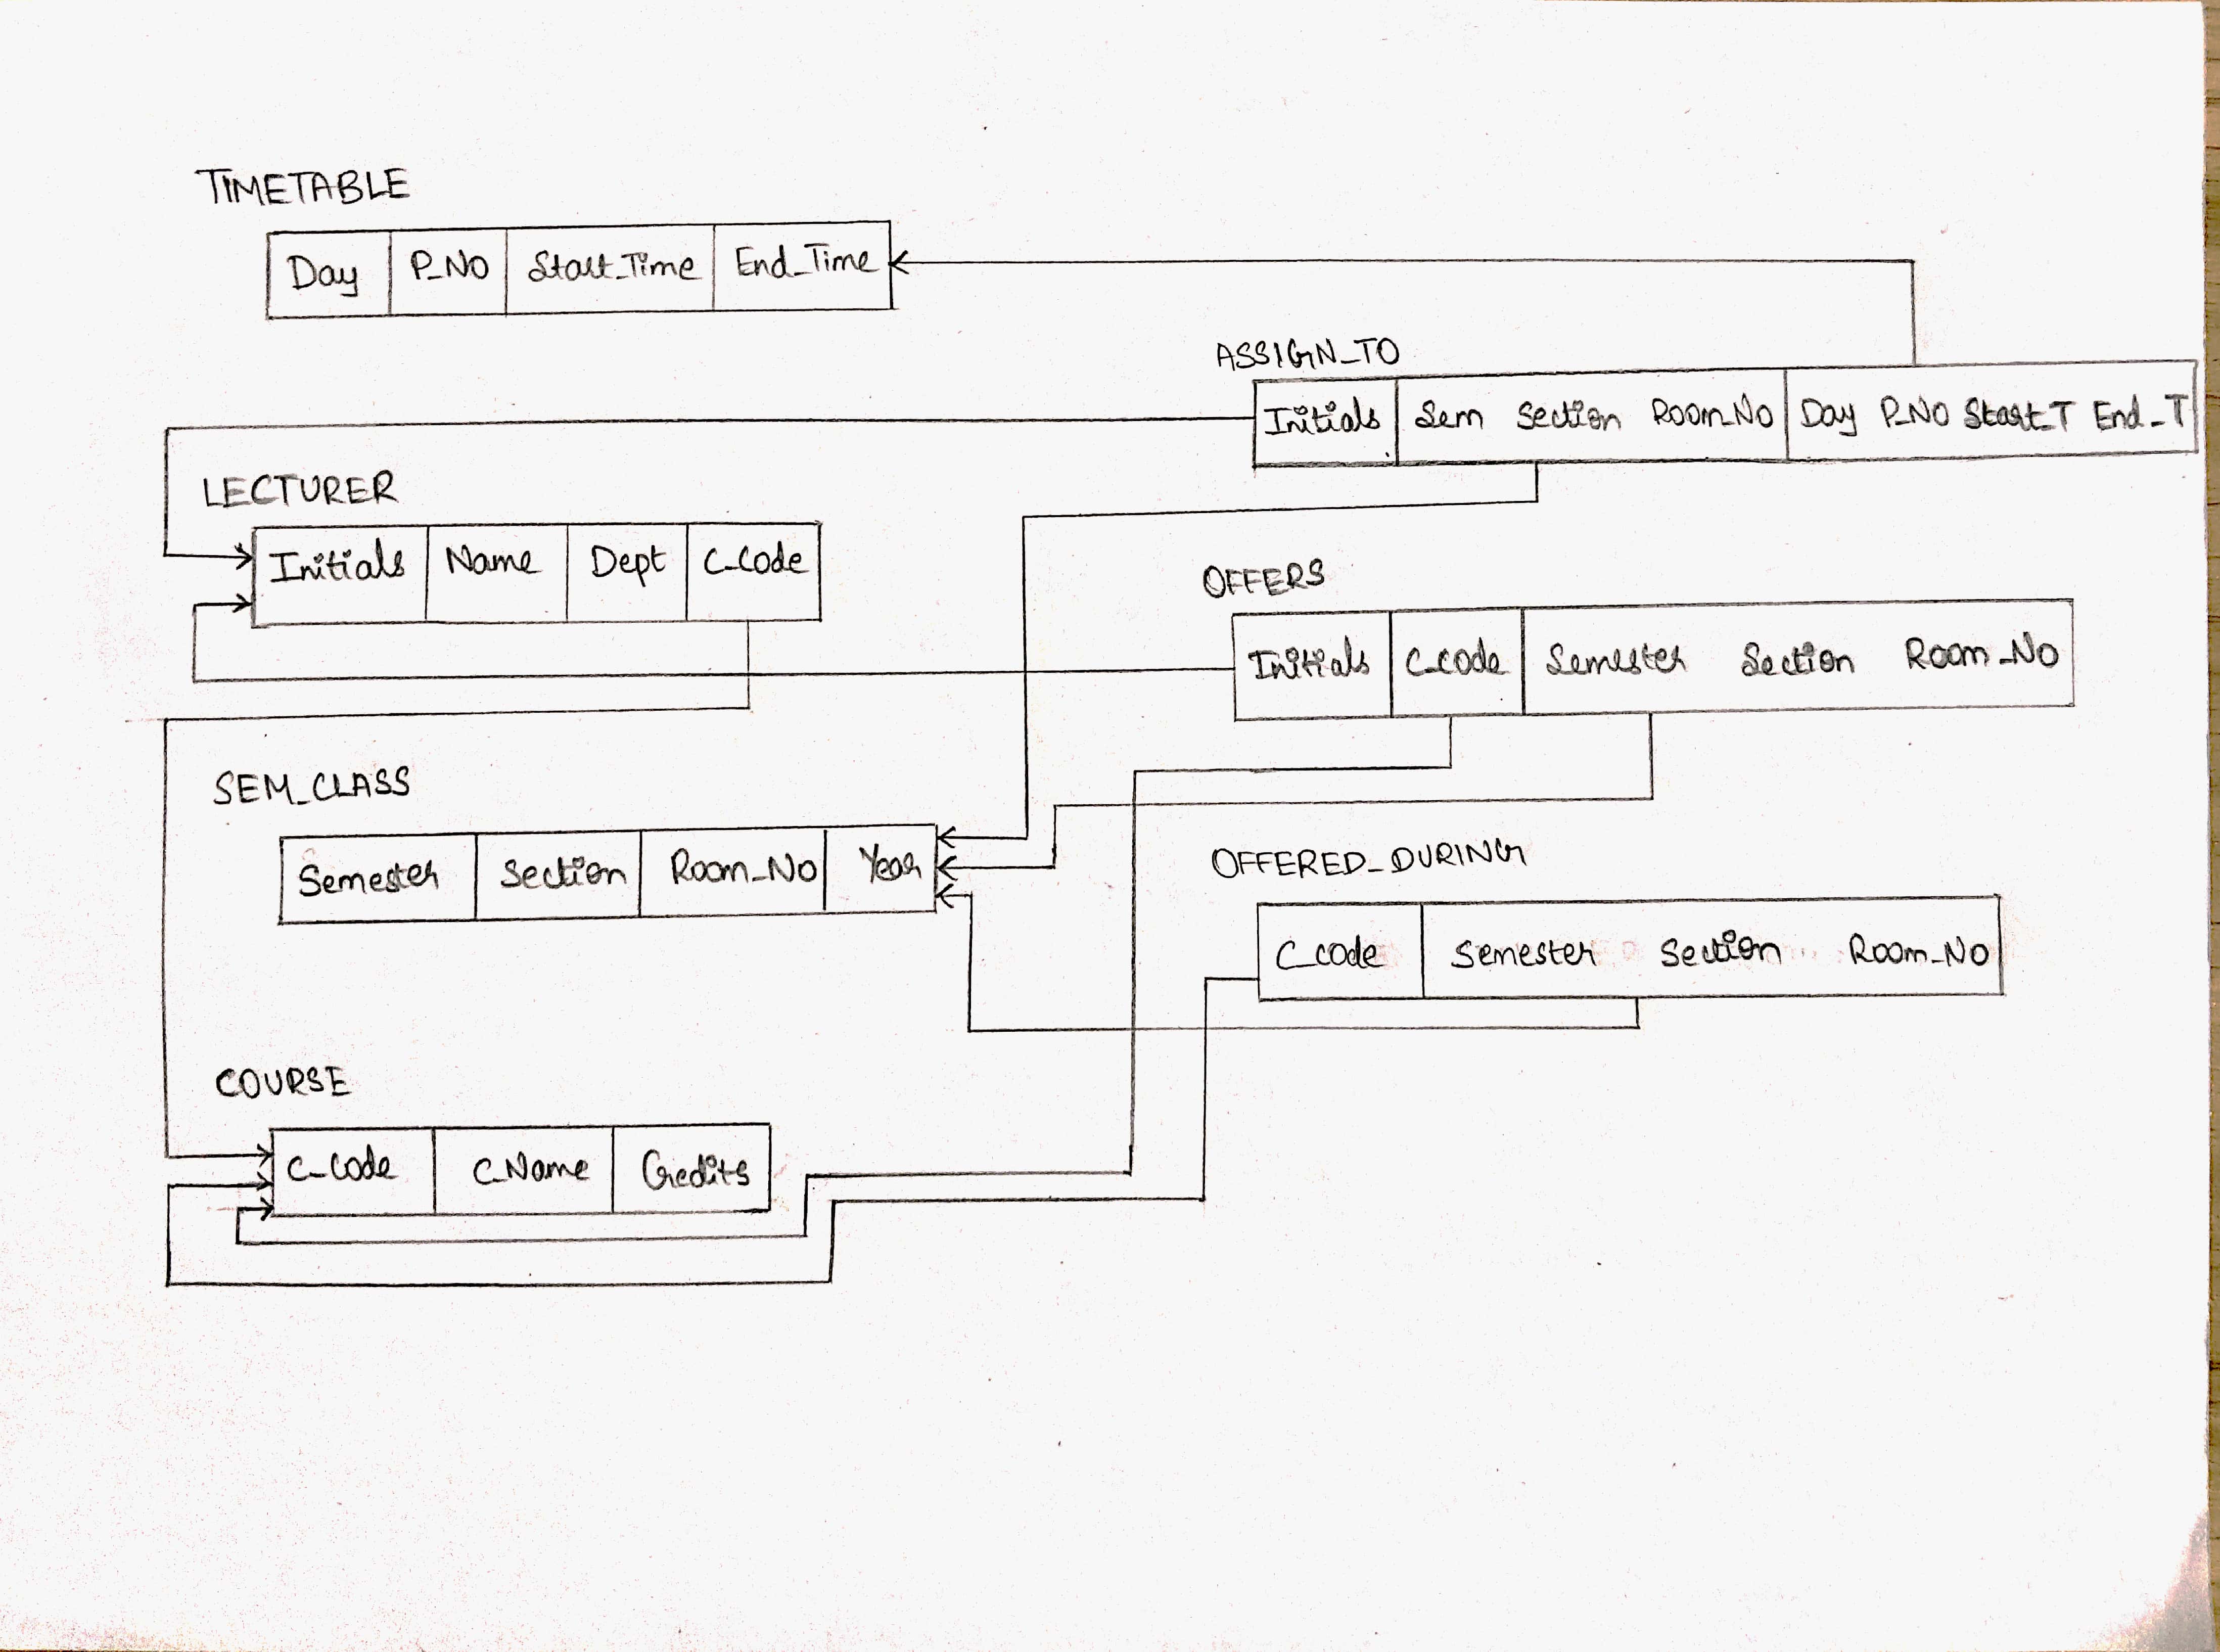 TIMETABLE
Day P_No Start_Time End_Time
ASSIGN_TO
Initials Sem Section Room_No Day P_No Start_T End_T
LECTURER
Initials Name Dept C_Code
OFFERS
Initials C_code Semester Section Room_No
SEM_CLASS
Semester Section Room_No Year
OFFERED_DURING
C_code Semester Section Room_No
COURSE
C_Code C_Name Credits